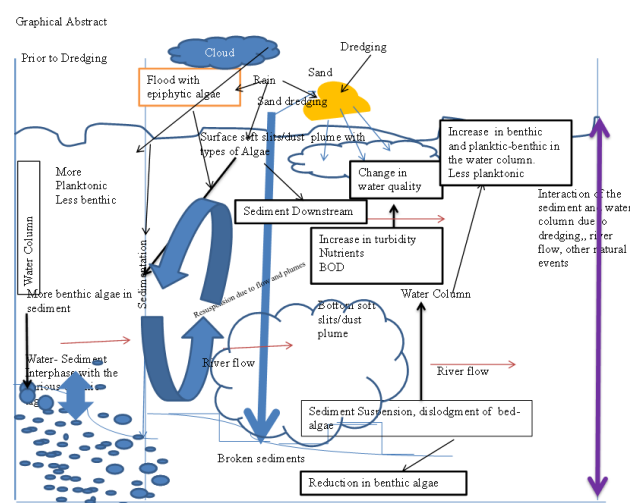 Graphical Abstract
Prior to Dredging
Cloud
Dredging
Sand
Flood with
epiphytic algae
Rain
Sand dredging
Surface soft slits/dust plume with
types of Algae
Increase in benthic
and planktic-benthic in
the water column.
Less planktonic
More
Planktonic
Less benthic
Change in
water quality
Water Column
Sediment Downstream
Interaction of the
sediment and water
column due to
dredging,, river
flow, other natural
events
Increase in turbidity
Nutrients
BOD
Sedimentation
Resuspension due to flow and plumes
More benthic algae in
sediment
Water Column
Bottom soft
slits/dust
plume
Water- Sediment
Interphase with the
River flow
River flow
Sediment Suspension, dislodgment of bed-
algae
Broken sediments
Reduction in benthic algae